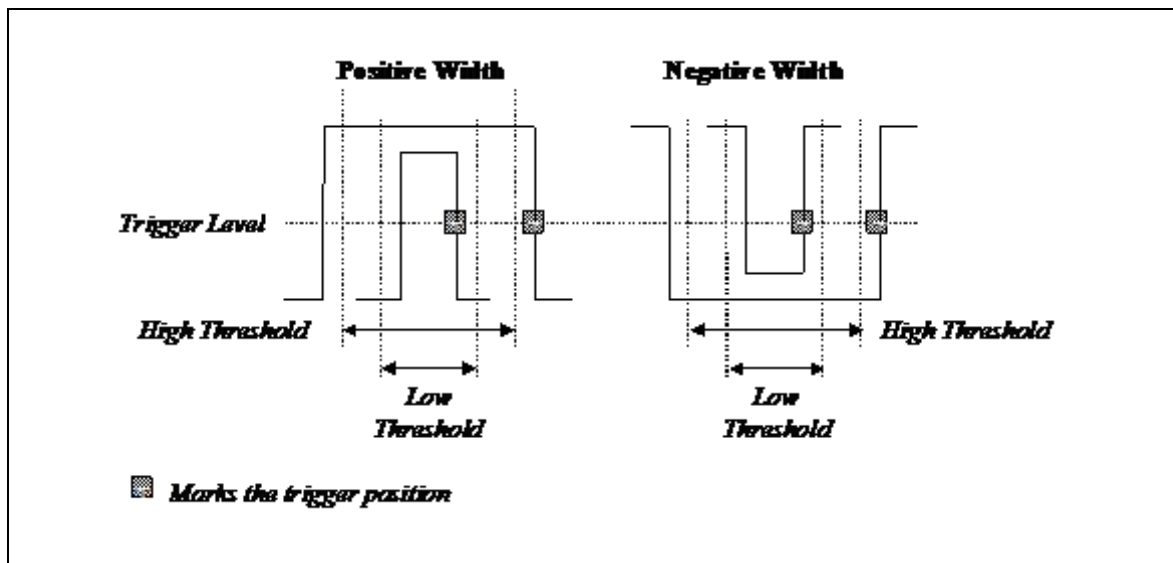 Positive Width
Negative Width
Trigger Level
High Threshold
High Threshold
Low
Threshold
Low
Threshold
Marks the trigger position